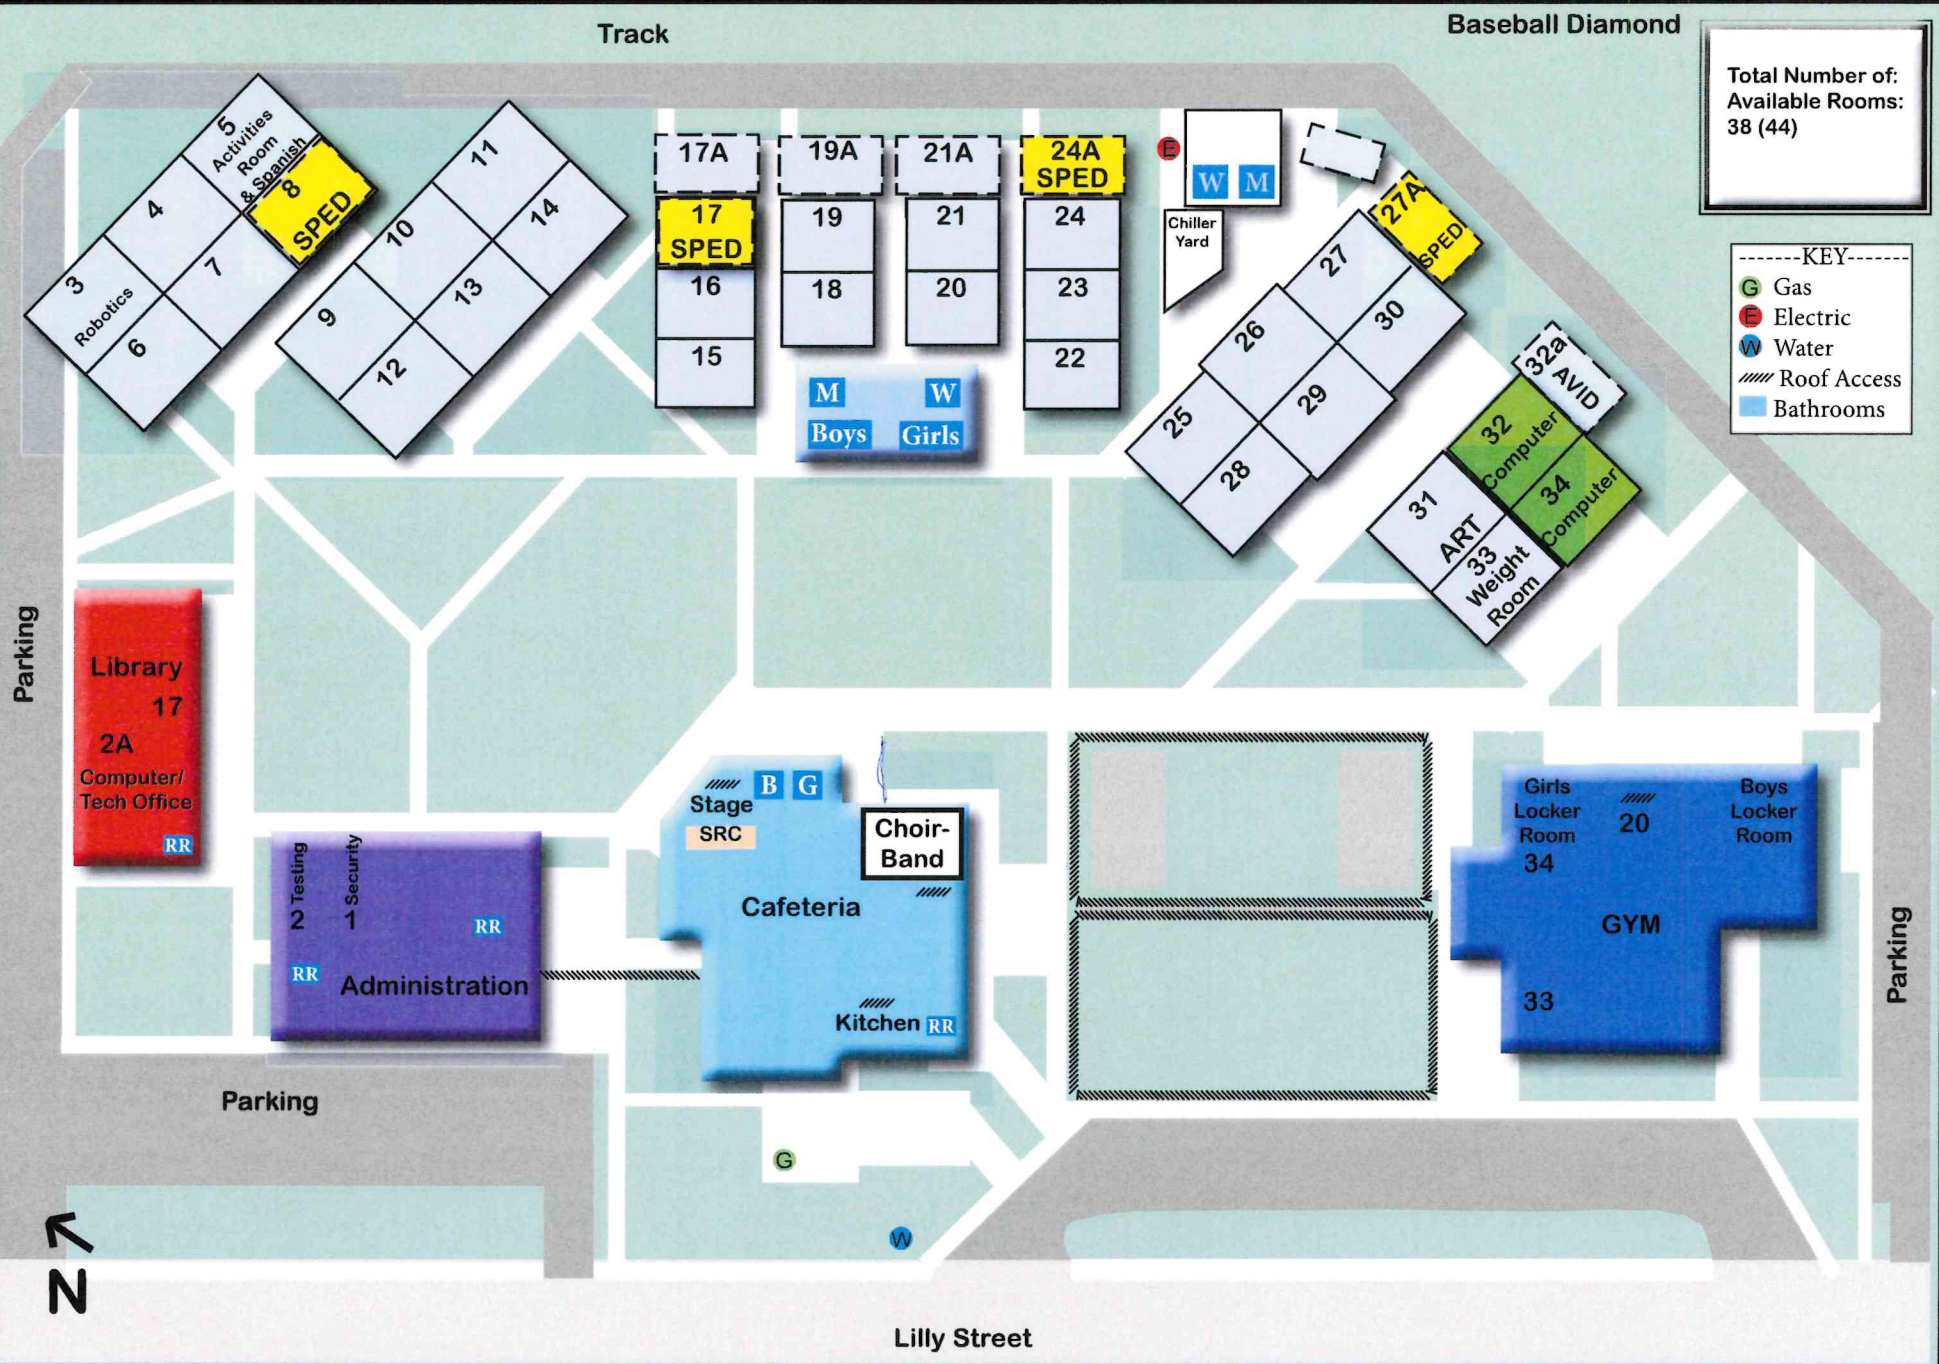 Track
Baseball Diamond
Total Number of:
Available Rooms:
38 (44)
-------KEY-------
G Gas
E Electric
W Water
Roof Access
Bathrooms
5
Activities
Room
& Spanish
4
3
Robotics
8
SPED
7
6
11
10
9
14
13
12
17A
17
SPED
16
15
19A
19
18
21A
21
20
24A
SPED
24
23
22
M
W
Boys
Girls
E
W
M
Chiller
Yard
27A
SPED
27
26
25
30
29
28
32a
AVID
32
Computer
34
Computer
31
ART
33
Weight
Room
Parking
Library
17
2A
Computer/
Tech Office
RR
2 Testing
1 Security
RR
RR
Administration
Stage
B
G
SRC
Choir-
Band
Cafeteria
Kitchen
RR
Girls
Locker
Room
34
20
Boys
Locker
Room
GYM
33
Parking
Parking
G
W
N
Lilly Street